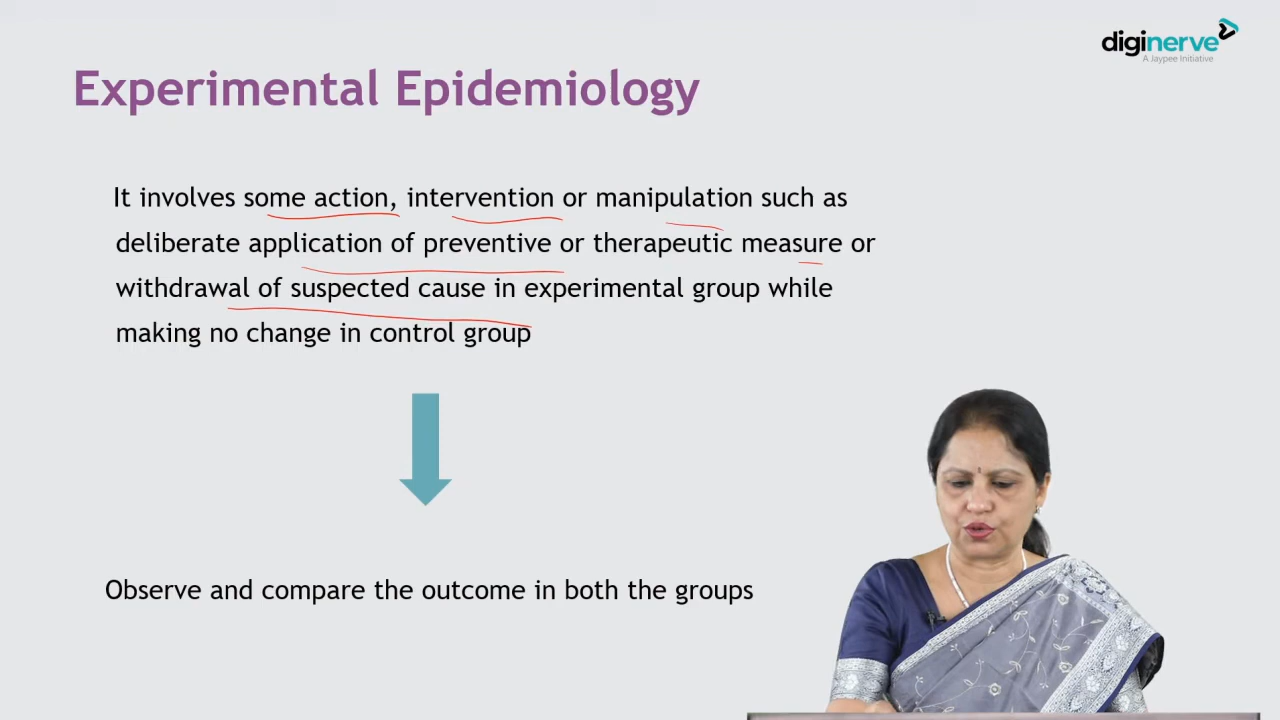 diginerve
A Jaypee Initiative
Experimental Epidemiology
It involves some action, intervention or manipulation such as
deliberate application of preventive or therapeutic measure or
withdrawal of suspected cause in experimental group while
making no change in control group
Observe and compare the outcome in both the groups